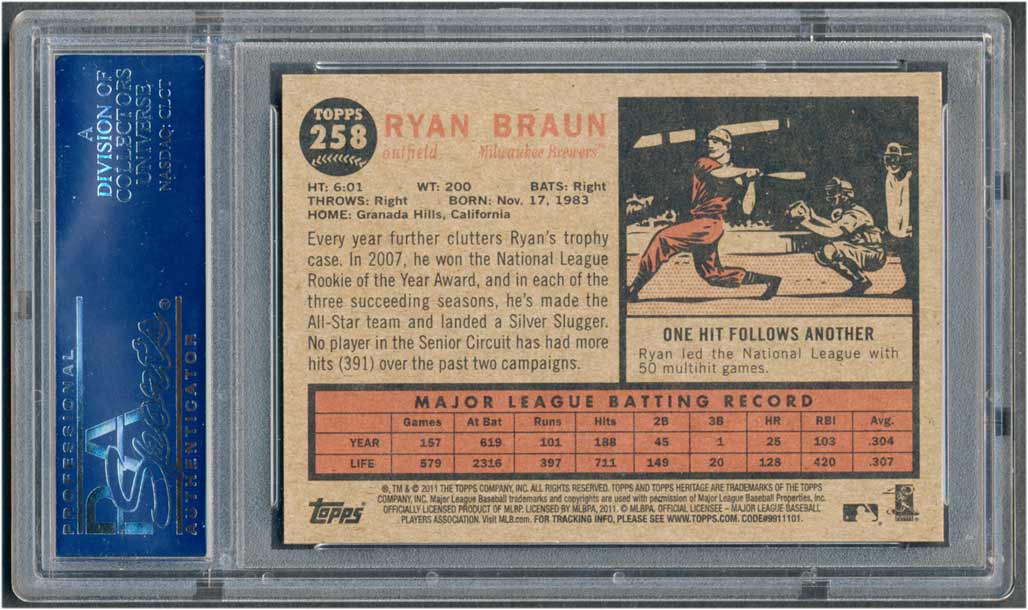 A
DIVISION OF
COLLECTORS
UNIVERSE
NASDAQ: CLCT
PROFESSIONAL
PSA
Sports®
AUTHENTICATOR
TOPPS
258
RYAN BRAUN
outfield Milwaukee Brewers™
HT: 6:01 WT: 200 BATS: Right
THROWS: Right BORN: Nov. 17, 1983
HOME: Granada Hills, California
Every year further clutters Ryan's trophy
case. In 2007, he won the National League
Rookie of the Year Award, and in each of the
three succeeding seasons, he's made the
All-Star team and landed a Silver Slugger.
No player in the Senior Circuit has had more
hits (391) over the past two campaigns.
ONE HIT FOLLOWS ANOTHER
Ryan led the National League with
50 multihit games.
MAJOR LEAGUE BATTING RECORD
Games At Bat Runs Hits 2B 3B HR RBI Avg.
YEAR 157 619 101 188 45 1 25 103 .304
LIFE 579 2316 397 711 149 20 128 420 .307
®, TM & © 2011 THE TOPPS COMPANY, INC. ALL RIGHTS RESERVED. TOPPS AND TOPPS HERITAGE ARE TRADEMARKS OF THE TOPPS
COMPANY, INC. Major League Baseball trademarks and copyrights are used with permission of Major League Baseball Properties, Inc.
OFFICIALLY LICENSED PRODUCT OF MLBP. LICENSED BY MLBPA, 2011. © MLBPA. OFFICIAL LICENSEE – MAJOR LEAGUE BASEBALL
PLAYERS ASSOCIATION. Visit MLB.com. FOR TRACKING INFO, PLEASE SEE WWW.TOPPS.COM. CODE#9911101.
Topps